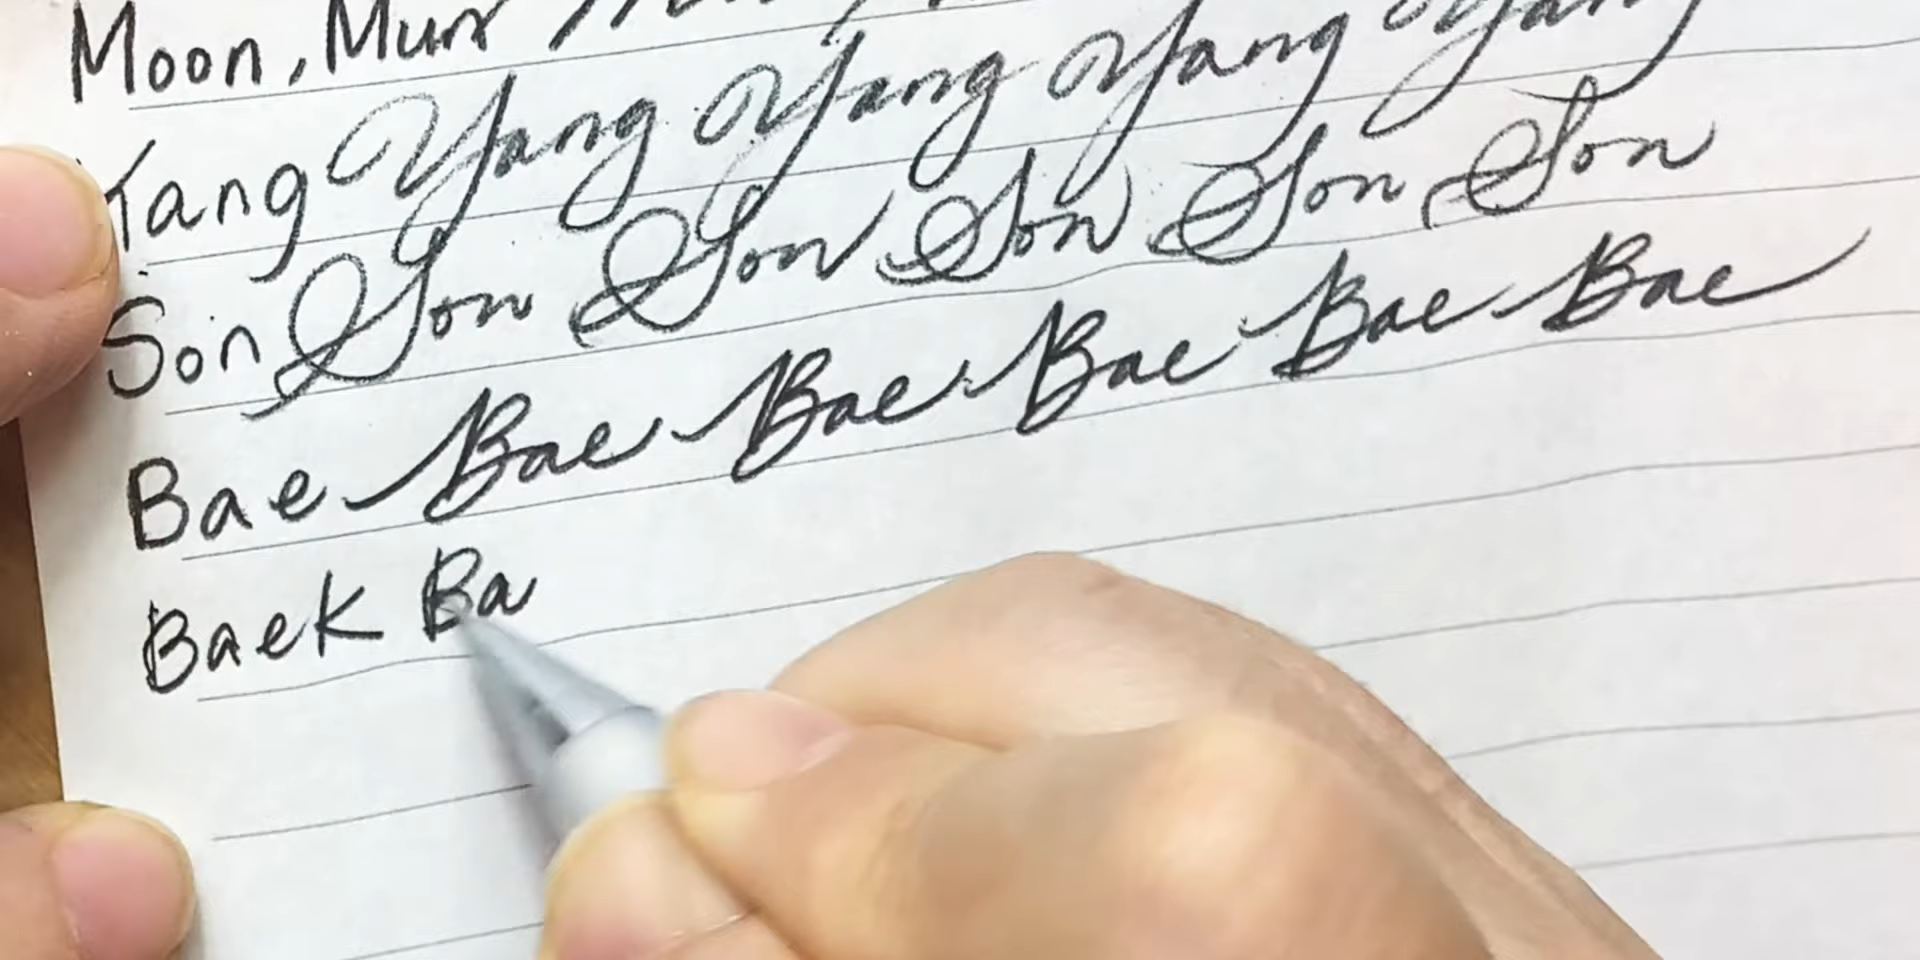 Moon, Mun
Yang Yang Yang Yang Yang
Son Son Son Son Son Son
Bae Bae Bae Bae Bae Bae
Baek Ba